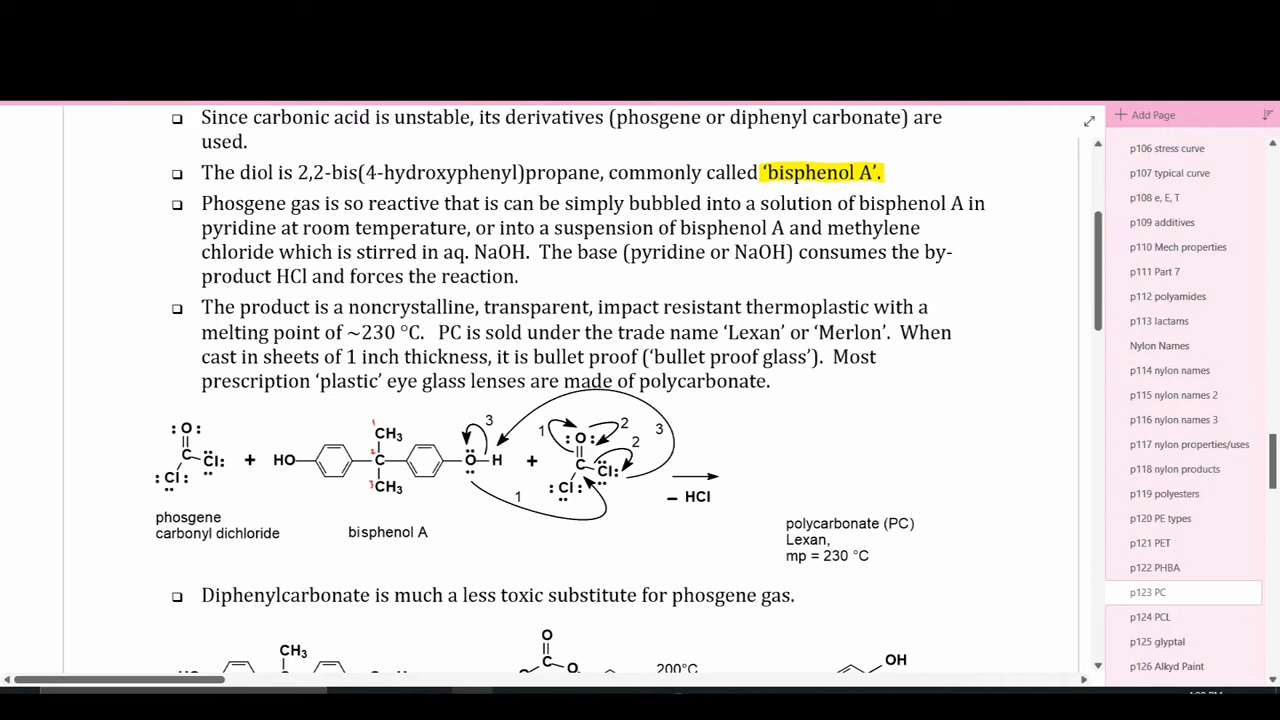 Since carbonic acid is unstable, its derivatives (phosgene or diphenyl carbonate) are
used.
The diol is 2,2-bis(4-hydroxyphenyl)propane, commonly called 'bisphenol A'.
Phosgene gas is so reactive that is can be simply bubbled into a solution of bisphenol A in
pyridine at room temperature, or into a suspension of bisphenol A and methylene
chloride which is stirred in aq. NaOH. The base (pyridine or NaOH) consumes the by-
product HCl and forces the reaction.
The product is a noncrystalline, transparent, impact resistant thermoplastic with a
melting point of ~230 °C. PC is sold under the trade name 'Lexan' or 'Merlon'. When
cast in sheets of 1 inch thickness, it is bullet proof ('bullet proof glass'). Most
prescription 'plastic' eye glass lenses are made of polycarbonate.
:O:
C
Cl:
:Cl:
+
HO
1
CH3
2
C
3
CH3
O–H
3
1
+
1
:O:
2
C
2
Cl:
:Cl:
3
– HCl
phosgene
carbonyl dichloride
bisphenol A
polycarbonate (PC)
Lexan,
mp = 230 °C
Diphenylcarbonate is much a less toxic substitute for phosgene gas.
CH3
O
C
O
200°C
OH
Add Page
p106 stress curve
p107 typical curve
p108 e, E, T
p109 additives
p110 Mech properties
p111 Part 7
p112 polyamides
p113 lactams
Nylon Names
p114 nylon names
p115 nylon names 2
p116 nylon names 3
p117 nylon properties/uses
p118 nylon products
p119 polyesters
p120 PE types
p121 PET
p122 PHBA
p123 PC
p124 PCL
p125 glyptal
p126 Alkyd Paint